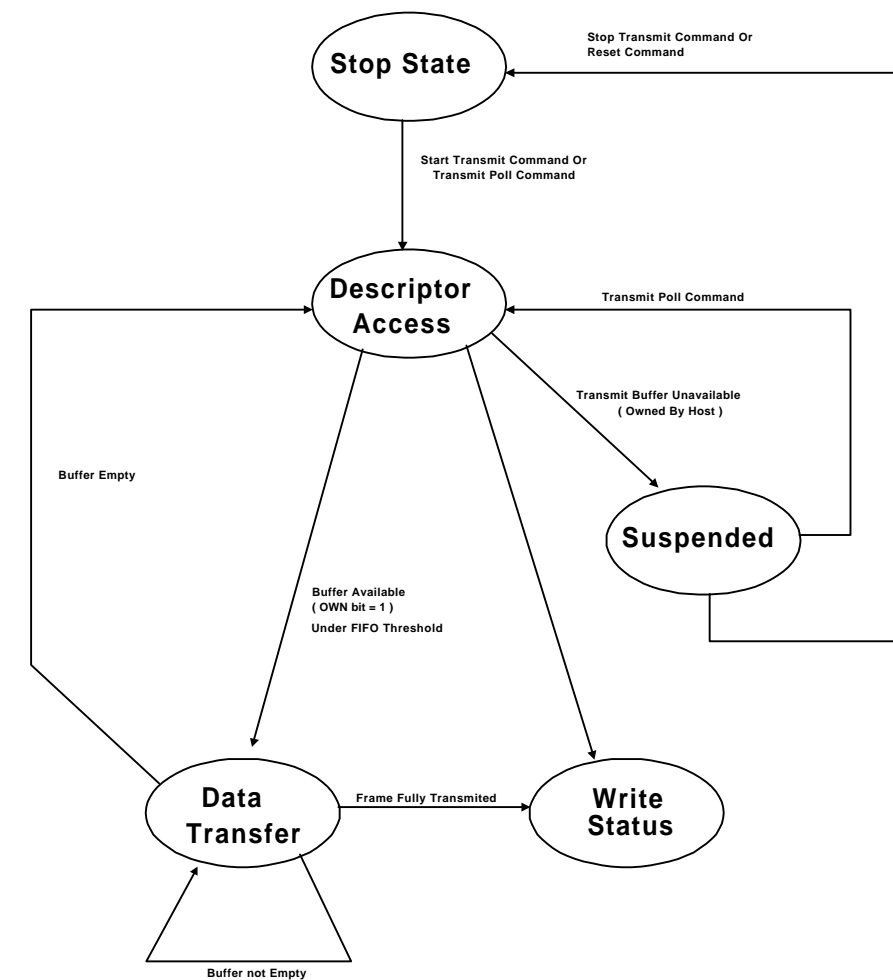 Stop Transmit Command Or
Reset Command
Stop State
Start Transmit Command Or
Transmit Poll Command
Descriptor
Access
Transmit Poll Command
Transmit Buffer Unavailable
( Owned By Host )
Buffer Empty
Suspended
Buffer Available
( OWN bit = 1 )
Under FIFO Threshold
Data
Transfer
Frame Fully Transmited
Write
Status
Buffer not Empty